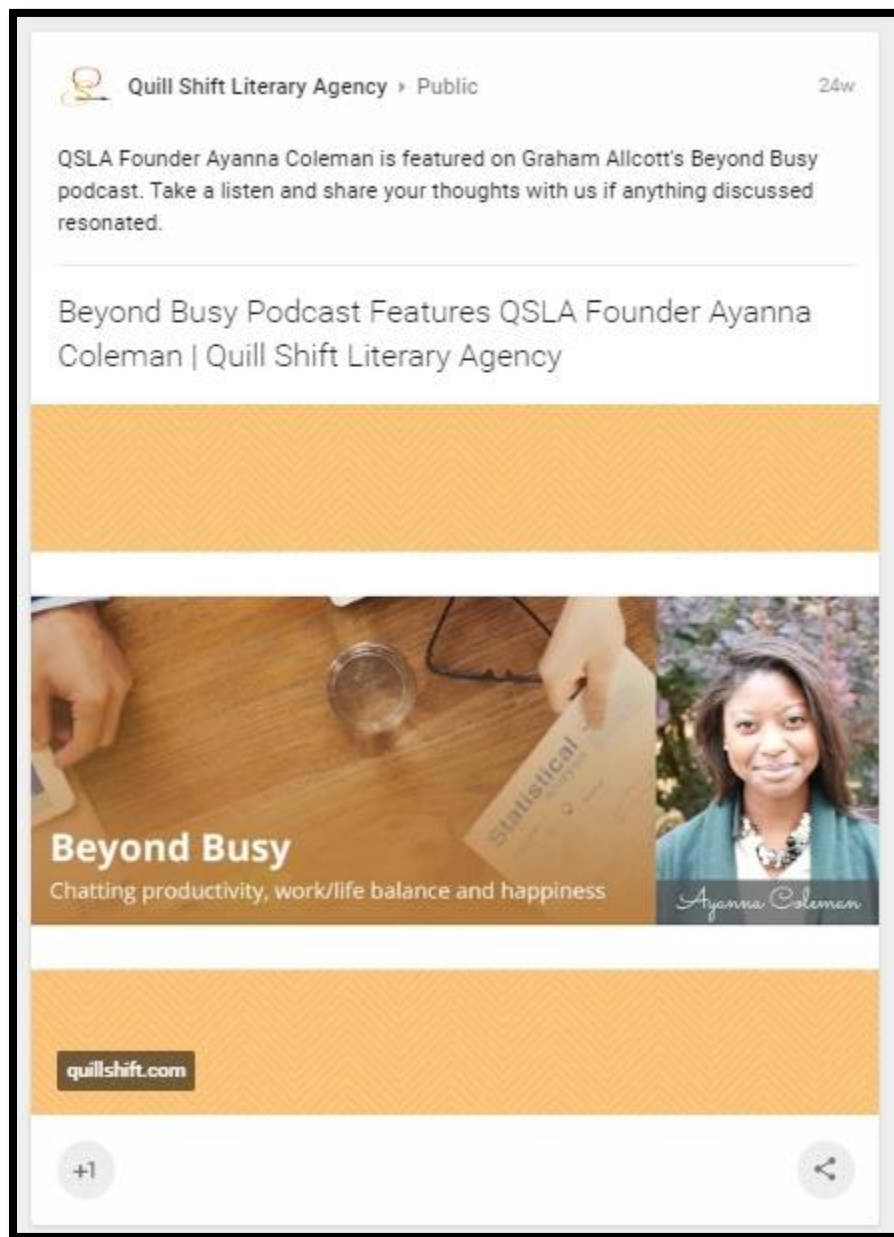 Quill Shift Literary Agency ▸ Public 24w
QSLA Founder Ayanna Coleman is featured on Graham Allcott's Beyond Busy
podcast. Take a listen and share your thoughts with us if anything discussed
resonated.
Beyond Busy Podcast Features QSLA Founder Ayanna
Coleman | Quill Shift Literary Agency
Statistical
Analysis
Beyond Busy
Chatting productivity, work/life balance and happiness
Ayanna Coleman
quillshift.com
+1